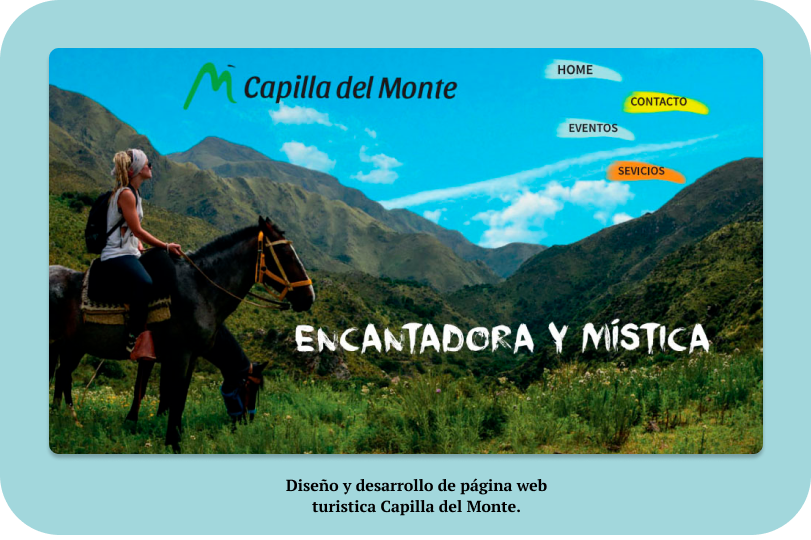 Capilla del Monte
HOME
CONTACTO
EVENTOS
SEVICIOS
ENCANTADORA Y MÍSTICA
Diseño y desarrollo de página web
turistica Capilla del Monte.